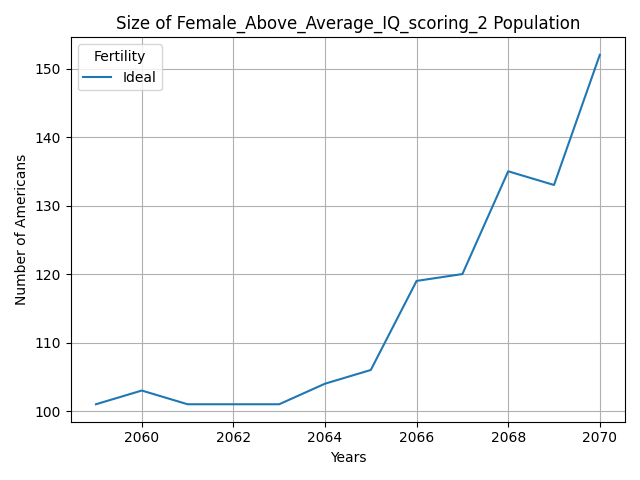 Size of Female_Above_Average_IQ_scoring_2 Population
Fertility
Ideal
150
140
130
120
110
100
Number of Americans
2060 2062 2064 2066 2068 2070
Years